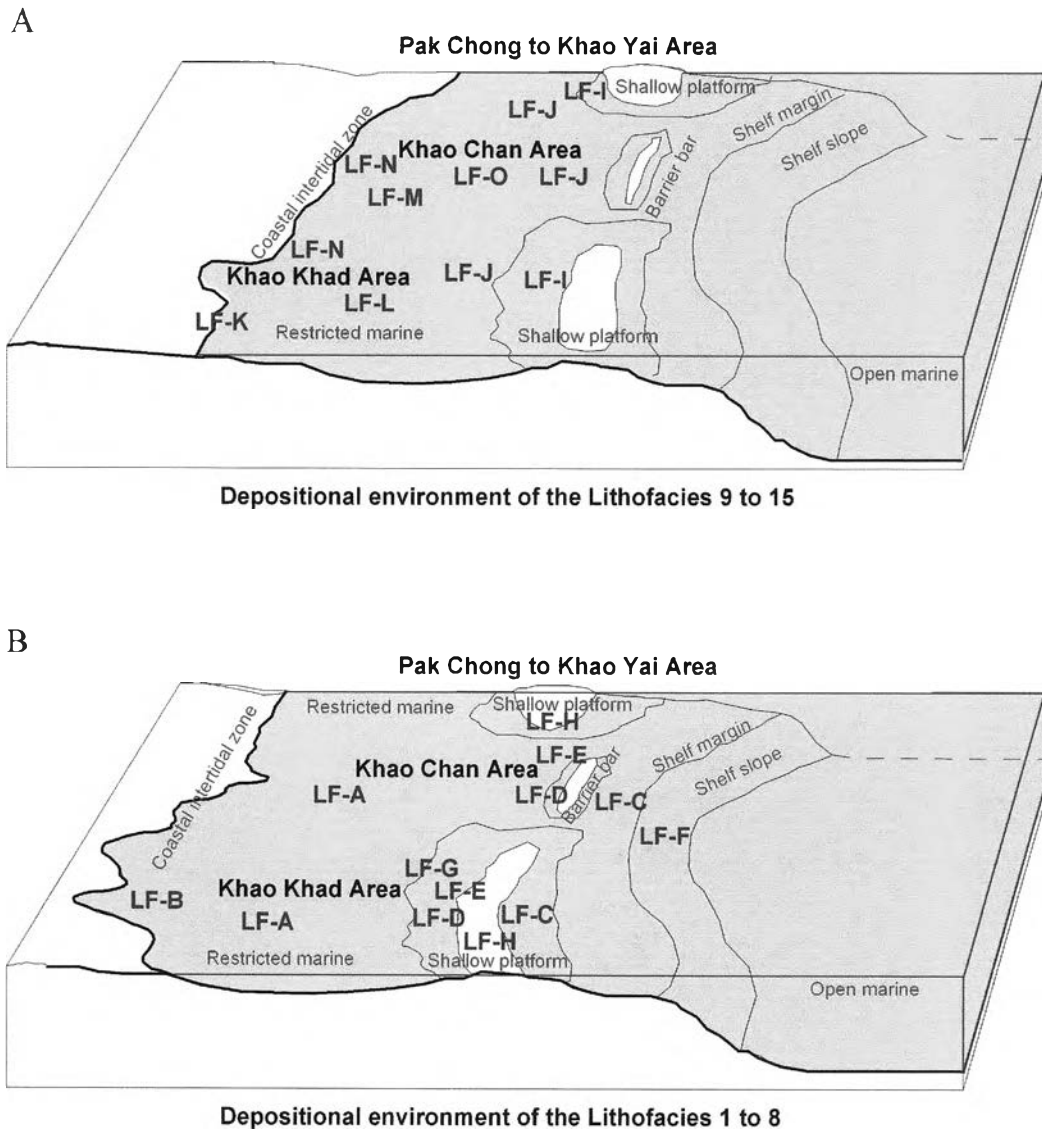 A
Pak Chong to Khao Yai Area
Shallow platform
LF-I
LF-J
Shelf margin
Shelf slope
Coastal intertidal zone
Khao Chan Area
LF-N
LF-O
LF-J
LF-M
Barrier bar
LF-N
Khao Khad Area
LF-J
LF-I
LF-L
LF-K
Restricted marine
Shallow platform
Open marine
Depositional environment of the Lithofacies 9 to 15
B
Pak Chong to Khao Yai Area
Restricted marine
Shallow platform
LF-H
Coastal intertidal zone
LF-E
Shelf margin
Shelf slope
Khao Chan Area
LF-A
LF-D
Barrier bar
LF-C
LF-F
LF-G
Khao Khad Area
LF-E
LF-B
LF-A
LF-D
LF-C
LF-H
Restricted marine
Shallow platform
Open marine
Depositional environment of the Lithofacies 1 to 8